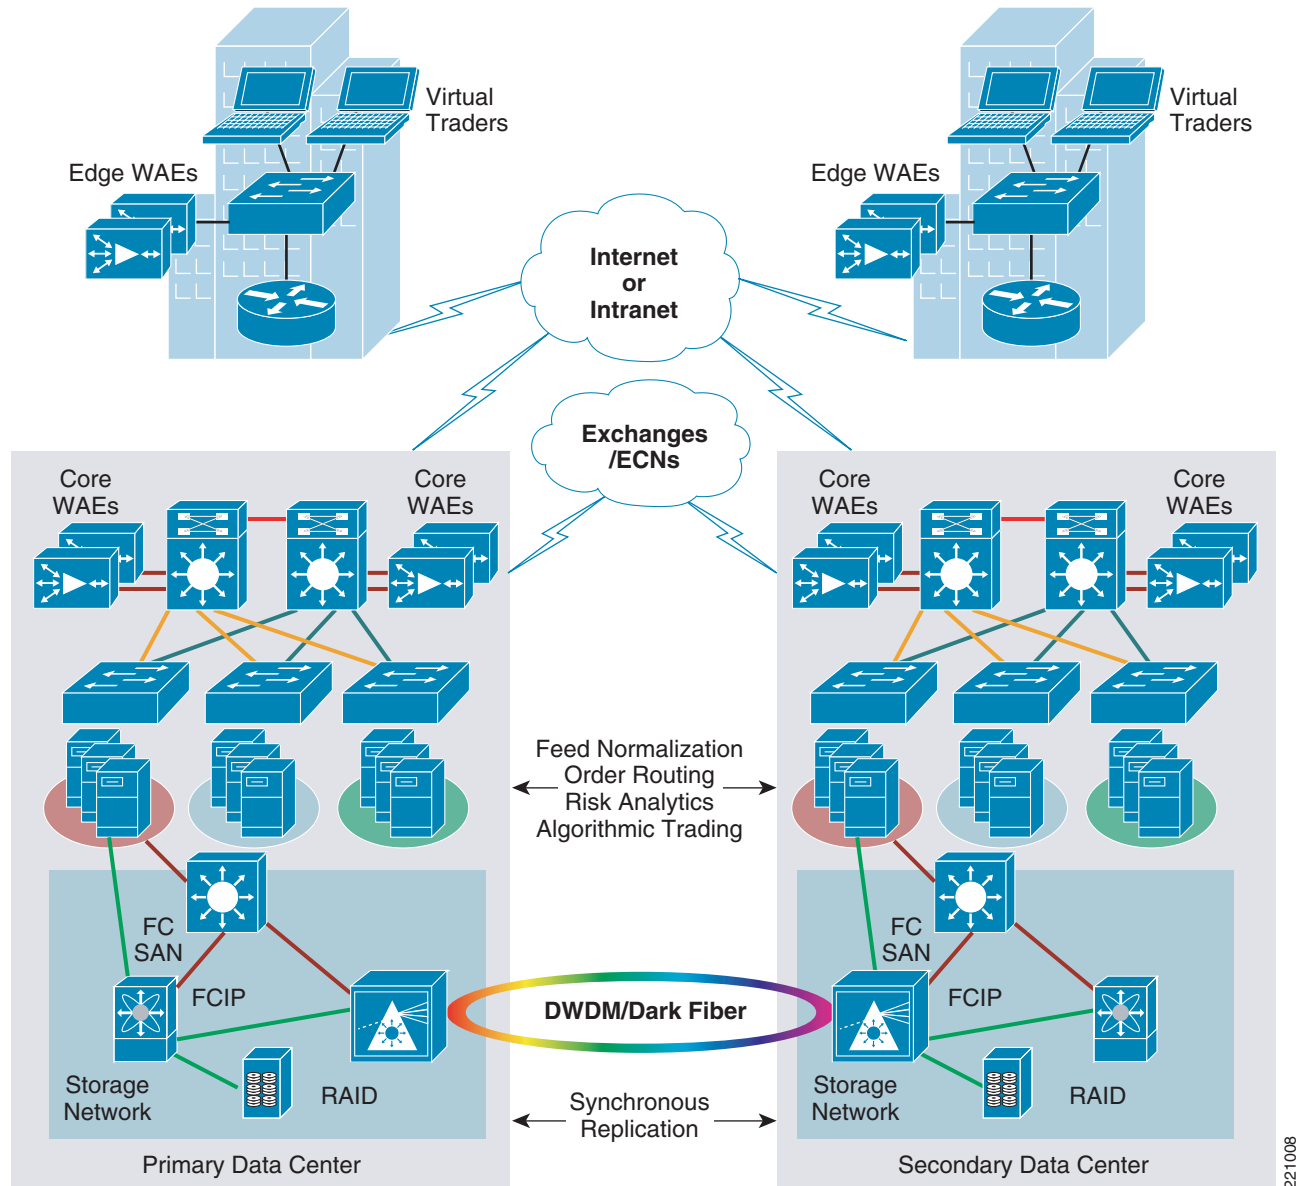 Virtual
Traders
Edge WAEs
Virtual
Traders
Edge WAEs
Internet
or
Intranet
Exchanges
/ECNs
Core
WAEs
Core
WAEs
Core
WAEs
Core
WAEs
Feed Normalization
Order Routing
Risk Analytics
Algorithmic Trading
FC
SAN
FCIP
Storage
Network
RAID
DWDM/Dark Fiber
FC
SAN
FCIP
Storage
Network
RAID
Synchronous
Replication
Primary Data Center
Secondary Data Center
221008